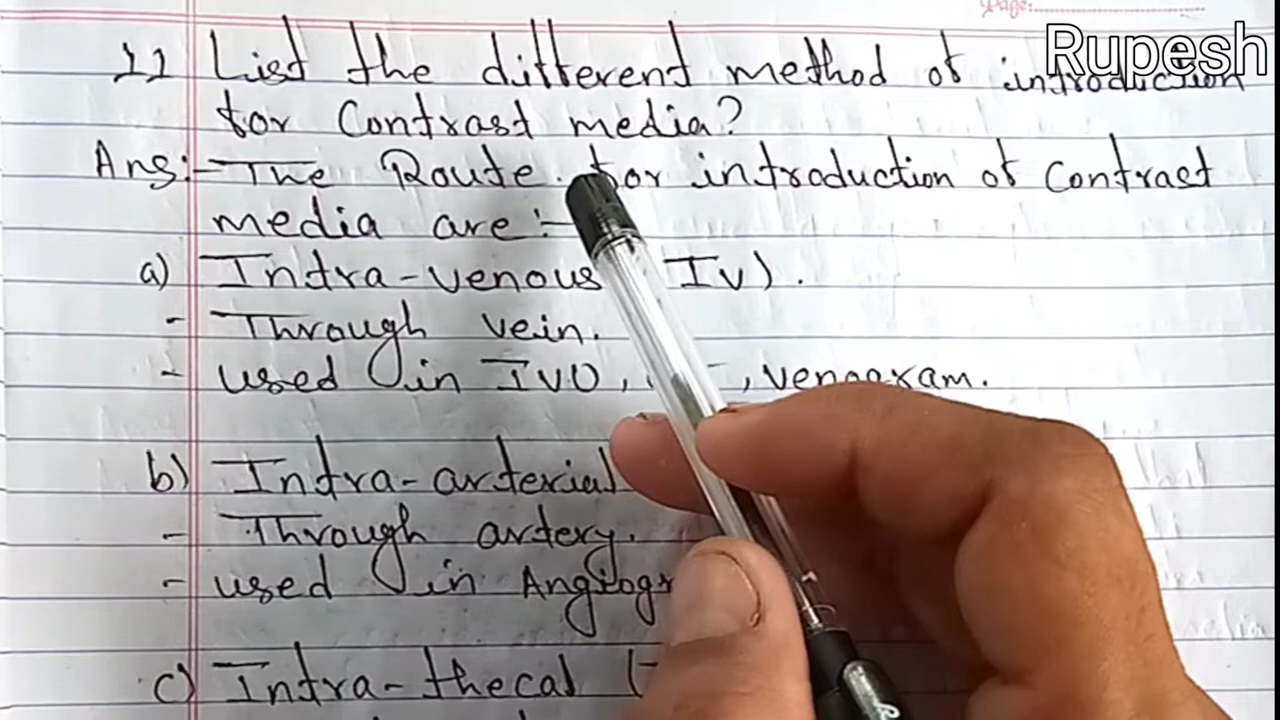 Page:
Rupesh
11 List the different method of introduction
for Contrast media?
Ans:- The Route for introduction of Contrast
media are :-
a) Intra-venous (IV).
- Through vein.
- used in IVU, , venogram.
b) Intra-arterial
- Through artery.
- used in
c) Intra-thecal (